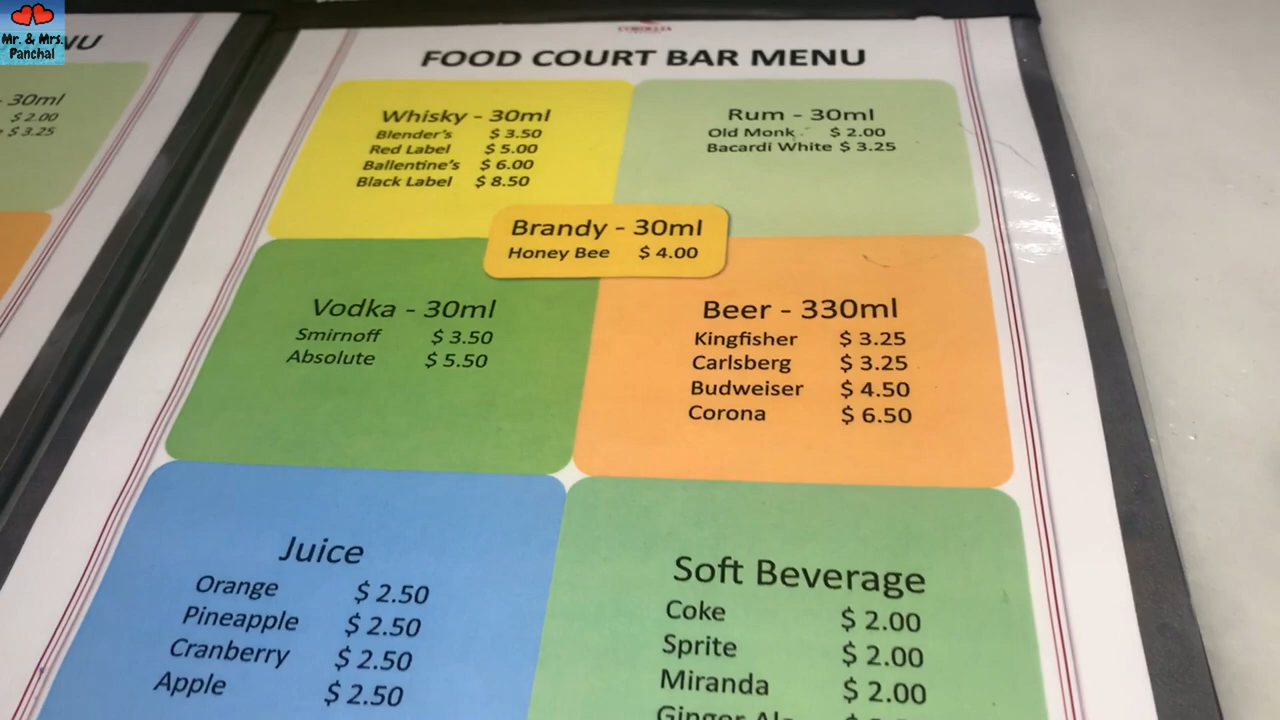 Mr. & Mrs.
Panchal
NU
- 30ml
$ 2.00
$ 3.25
CORDELIA
FOOD COURT BAR MENU
Whisky - 30ml
Blender's $ 3.50
Red Label $ 5.00
Ballentine's $ 6.00
Black Label $ 8.50
Rum - 30ml
Old Monk $ 2.00
Bacardi White $ 3.25
Brandy - 30ml
Honey Bee $ 4.00
Vodka - 30ml
Smirnoff $ 3.50
Absolute $ 5.50
Beer - 330ml
Kingfisher $ 3.25
Carlsberg $ 3.25
Budweiser $ 4.50
Corona $ 6.50
Juice
Orange $ 2.50
Pineapple $ 2.50
Cranberry $ 2.50
Apple $ 2.50
Soft Beverage
Coke $ 2.00
Sprite $ 2.00
Miranda $ 2.00
Ginger Ale